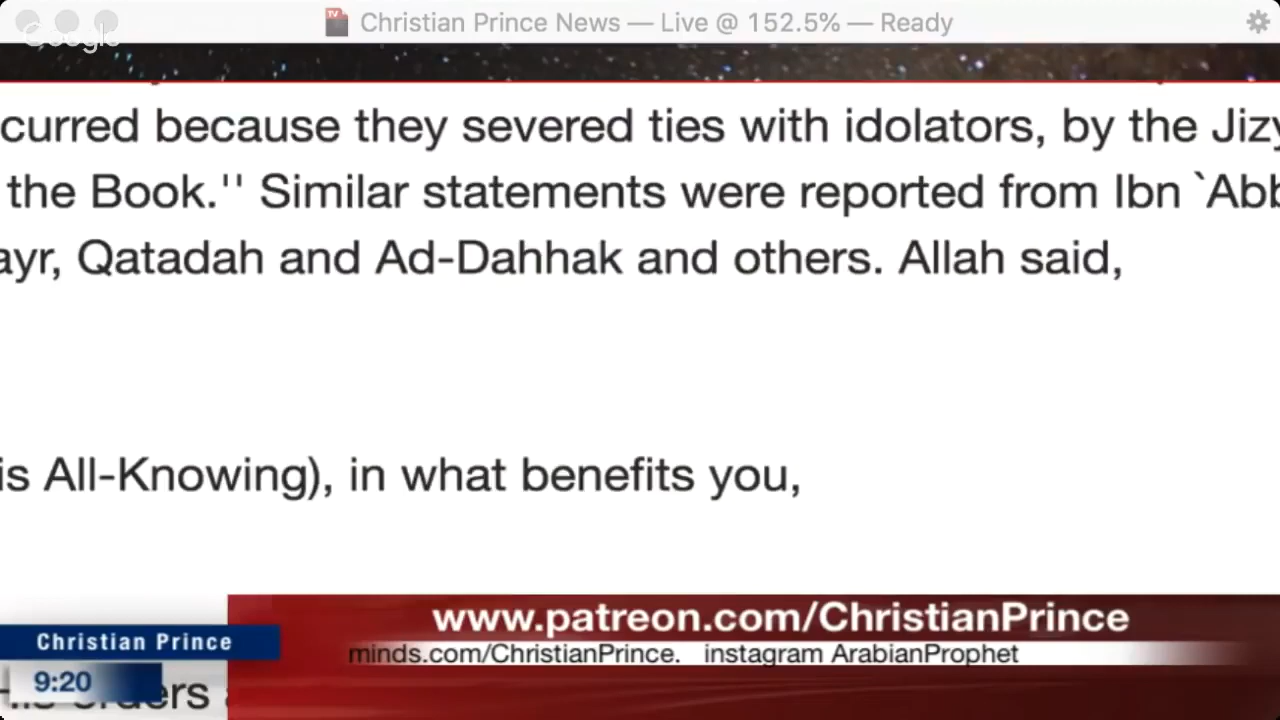 Google
TV
Christian Prince News — Live @ 152.5% — Ready
curred because they severed ties with idolators, by the Jizy
the Book.'' Similar statements were reported from Ibn `Abb
ayr, Qatadah and Ad-Dahhak and others. Allah said,
is All-Knowing), in what benefits you,
www.patreon.com/ChristianPrince
Christian Prince
minds.com/ChristianPrince. instagram ArabianProphet
9:20